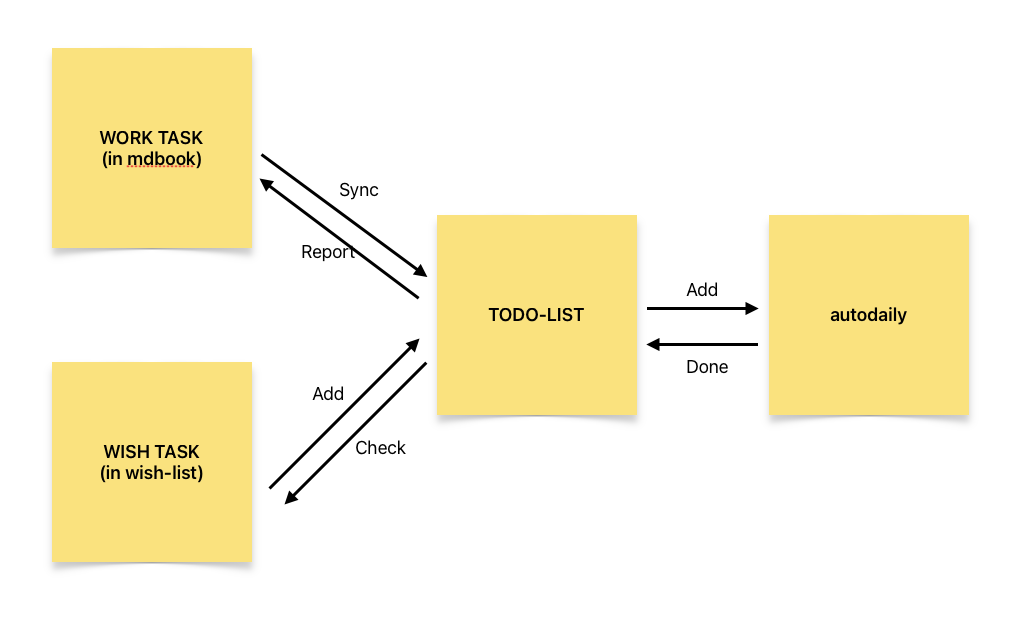 WORK TASK
(in mdbook)
Sync
Report
TODO-LIST
Add
autodaily
Done
Add
Check
WISH TASK
(in wish-list)